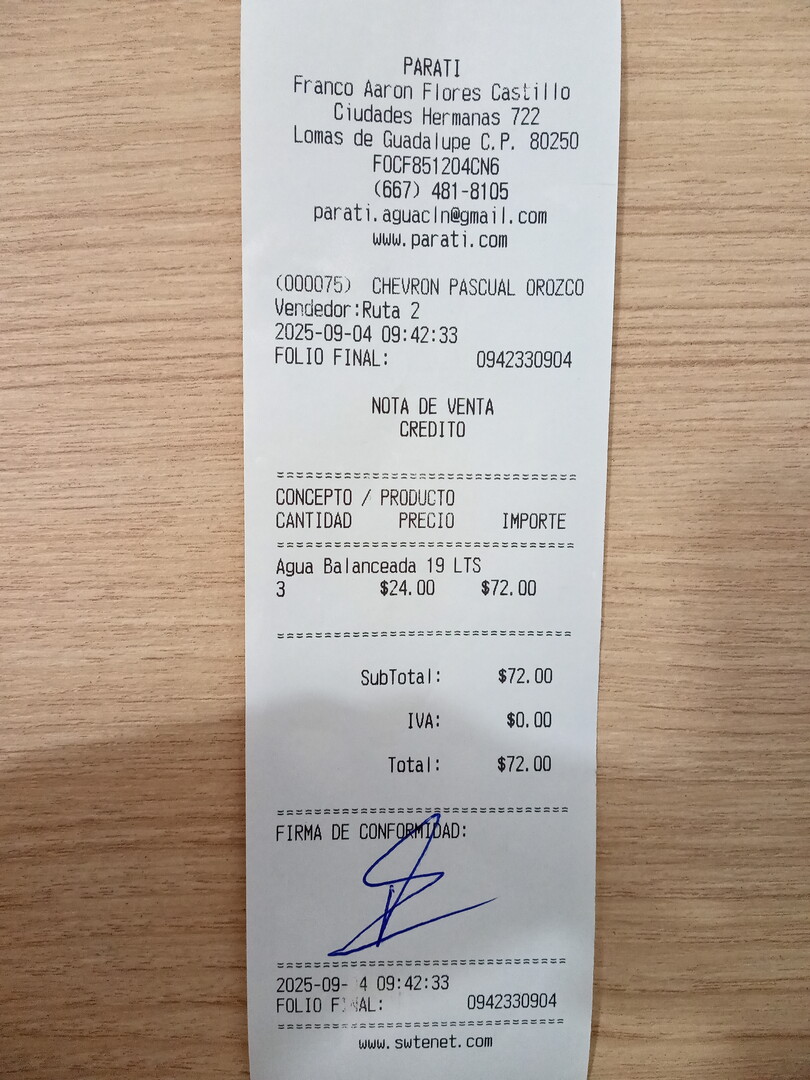 PARATI
Franco Aaron Flores Castillo
Ciudades Hermanas 722
Lomas de Guadalupe C.P. 80250
FOCF851204CN6
(667) 481-8105
parati.aguacln@gmail.com
www.parati.com
(000075) CHEVRON PASCUAL OROZCO
Vendedor:Ruta 2
2025-09-04 09:42:33
FOLIO FINAL: 0942330904
NOTA DE VENTA
CREDITO
CONCEPTO / PRODUCTO
CANTIDAD PRECIO IMPORTE
Agua Balanceada 19 LTS
3 $24.00 $72.00
SubTotal: $72.00
IVA: $0.00
Total: $72.00
FIRMA DE CONFORMIDAD:
2025-09- 4 09:42:33
FOLIO F AL: 0942330904
www.swtenet.com